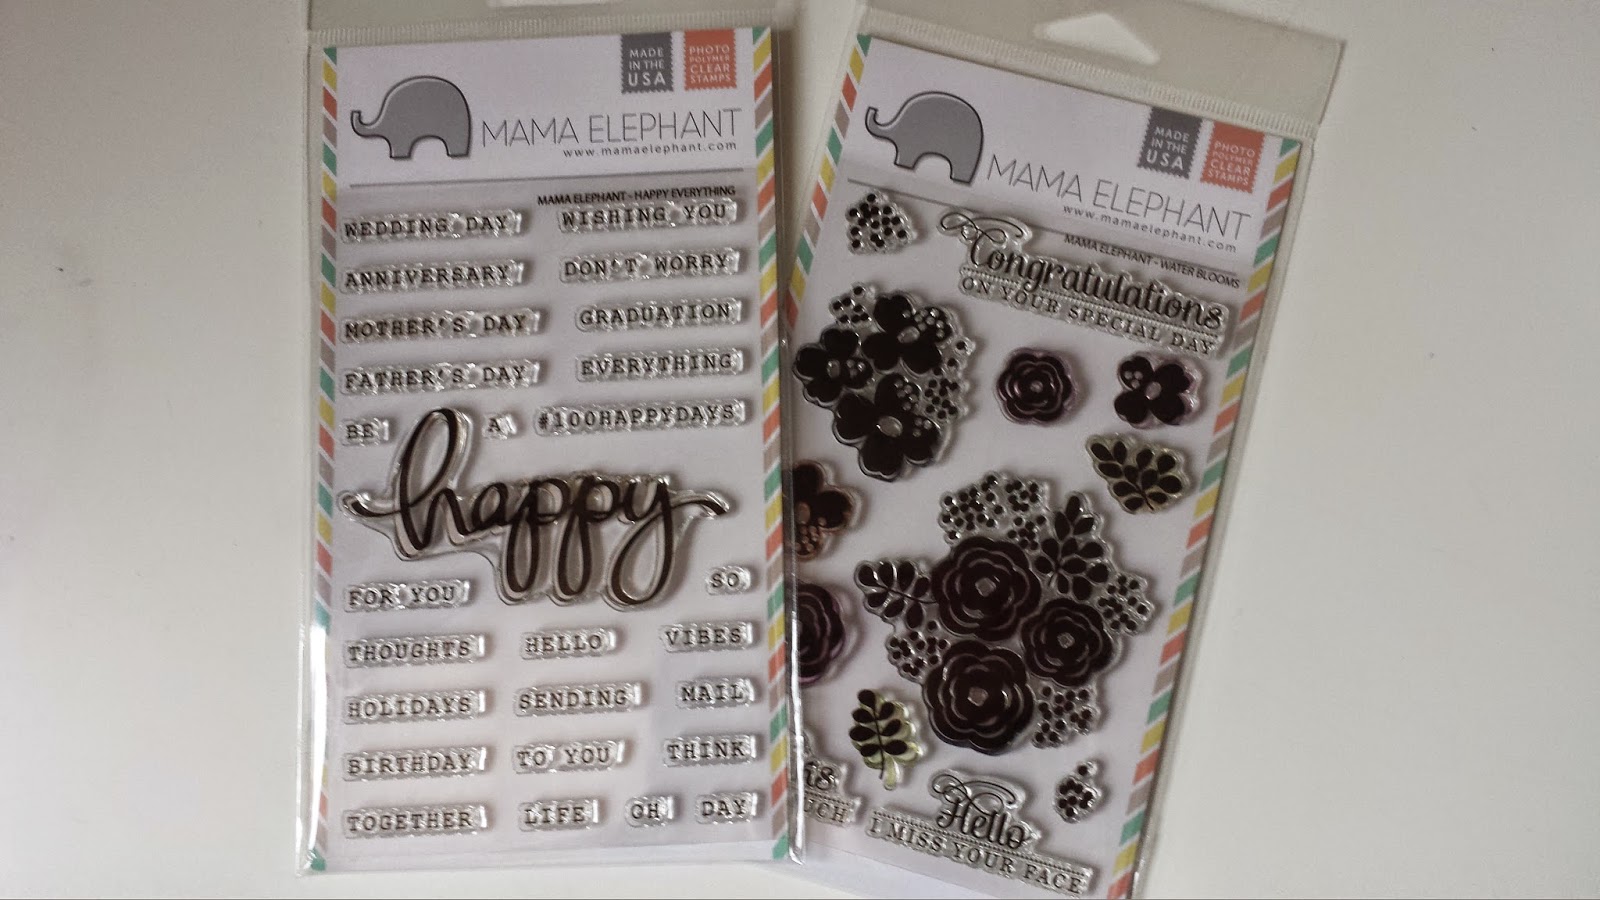 MADE
IN THE
USA
PHOTO
POLYMER
CLEAR
STAMPS
MAMA ELEPHANT
www.mamaelephant.com
MAMA ELEPHANT - HAPPY EVERYTHING
WEDDING DAY
WISHING YOU
ANNIVERSARY
DON'T WORRY
MOTHER'S DAY
GRADUATION
FATHER'S DAY
EVERYTHING
BE
A
#100HAPPYDAYS
happy
FOR YOU
SO
THOUGHTS
HELLO
VIBES
HOLIDAYS
SENDING
MAIL
BIRTHDAY
TO YOU
THINK
TOGETHER
LIFE
OH
DAY
MADE
IN THE
USA
PHOTO
POLYMER
CLEAR
STAMPS
MAMA ELEPHANT
www.mamaelephant.com
MAMA ELEPHANT - WATER BLOOMS
Congratulations
ON YOUR SPECIAL DAY
Hello
I MISS YOUR FACE